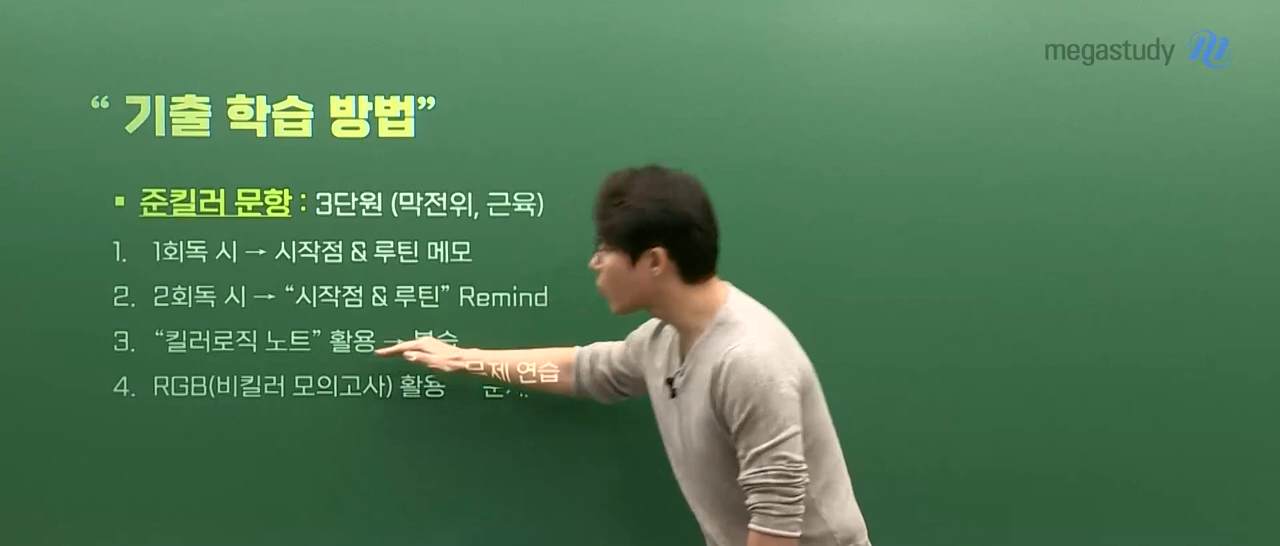 megastudy
“ 기출 학습 방법”
▪ 준킬러 문항 : 3단원 (막전위, 근육)
1. 1회독 시 → 시작점 & 루틴 메모
2. 2회독 시 → “시작점 & 루틴” Remind
3. “킬러로직 노트” 활용 → 복습
4. RGB(비킬러 모의고사) 활용 문제 연습